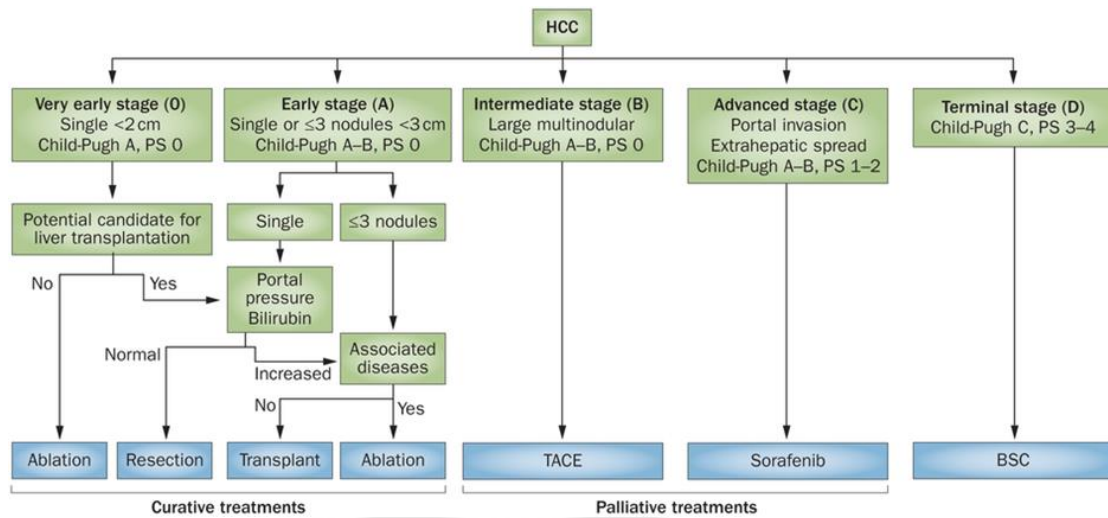 HCC
Very early stage (0)
Single <2 cm
Child-Pugh A, PS 0
Early stage (A)
Single or ≤3 nodules <3 cm
Child-Pugh A–B, PS 0
Intermediate stage (B)
Large multinodular
Child-Pugh A–B, PS 0
Advanced stage (C)
Portal invasion
Extrahepatic spread
Child-Pugh A–B, PS 1–2
Terminal stage (D)
Child-Pugh C, PS 3–4
Potential candidate for
liver transplantation
Single
≤3 nodules
No
Yes
Portal
pressure
Bilirubin
Normal
Increased
Associated
diseases
No
Yes
Ablation
Resection
Transplant
Ablation
TACE
Sorafenib
BSC
Curative treatments
Palliative treatments